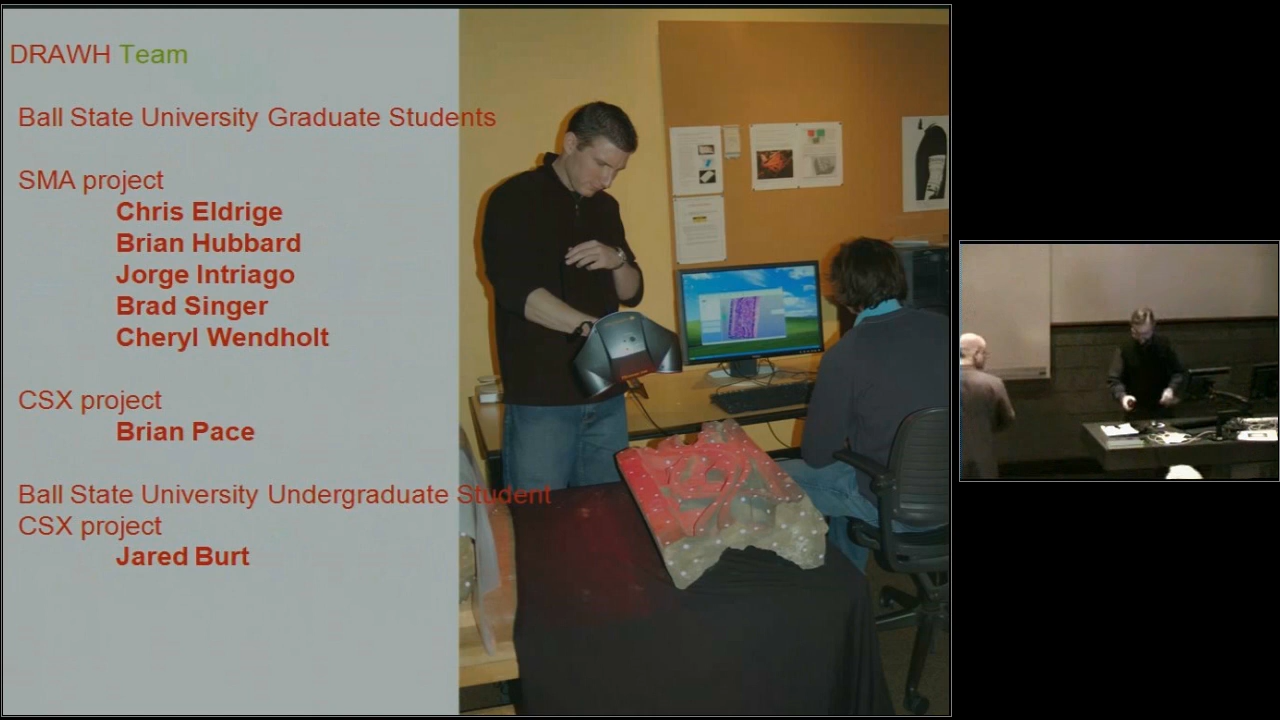 DRAWH Team
Ball State University Graduate Students
SMA project
Chris Eldrige
Brian Hubbard
Jorge Intriago
Brad Singer
Cheryl Wendholt
CSX project
Brian Pace
Ball State University Undergraduate Student
CSX project
Jared Burt